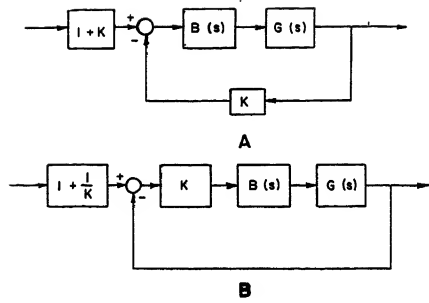 1 + K
+
-
B (s)
G (s)
K
A
1 + 1/K
+
-
K
B (s)
G (s)
B